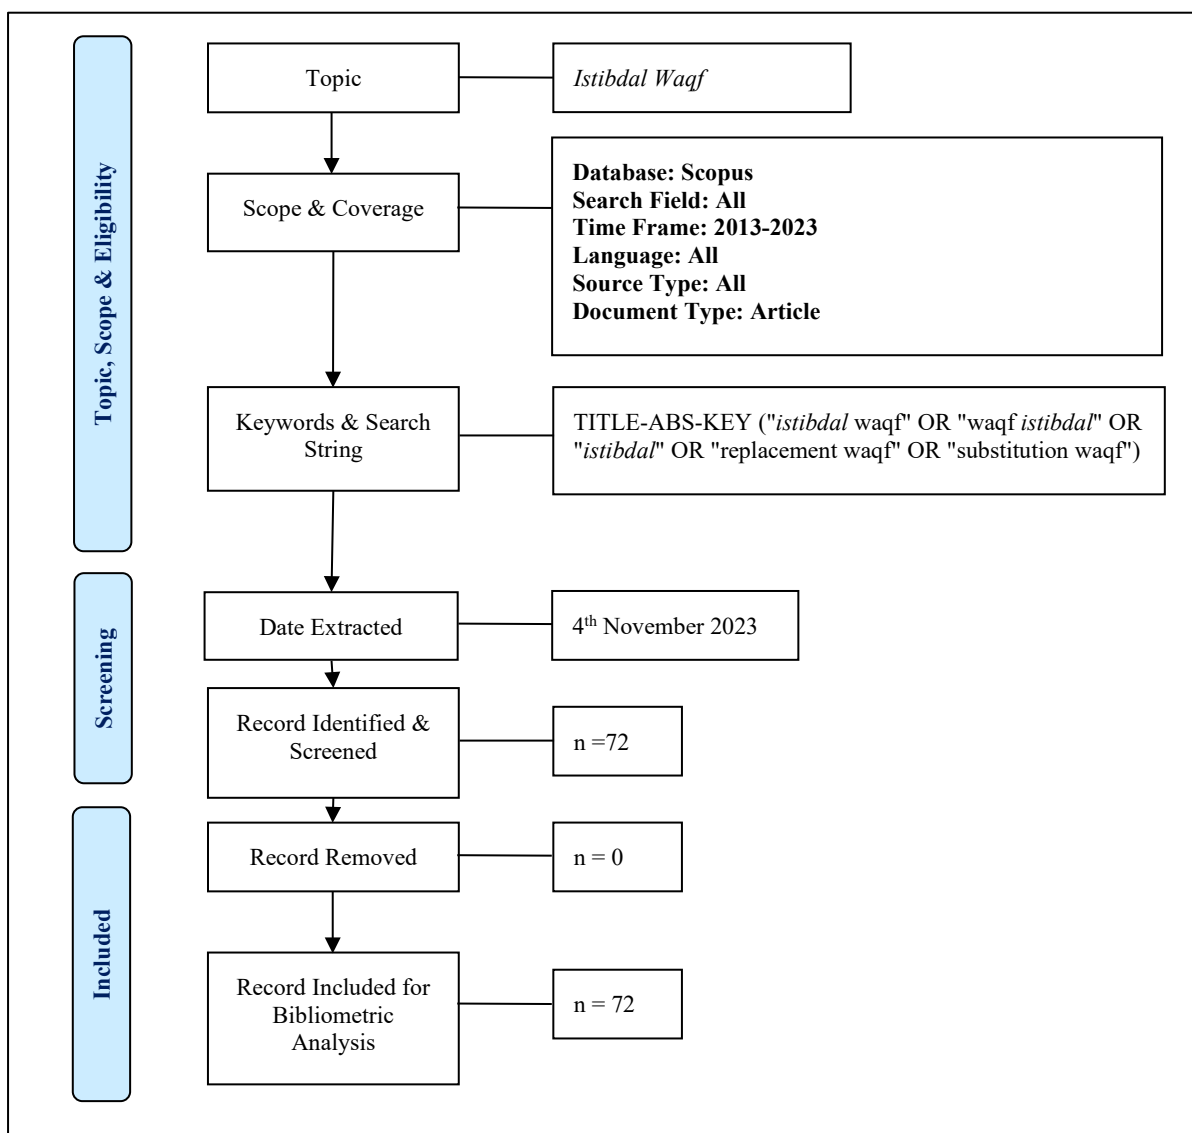 Topic, Scope & Eligibility
Topic
Istibdal Waqf
Scope & Coverage
Database: Scopus
Search Field: All
Time Frame: 2013-2023
Language: All
Source Type: All
Document Type: Article
Keywords & Search
String
TITLE-ABS-KEY ("istibdal waqf" OR "waqf istibdal" OR
"istibdal" OR "replacement waqf" OR "substitution waqf")
Screening
Date Extracted
4th November 2023
Record Identified &
Screened
n =72
Included
Record Removed
n = 0
Record Included for
Bibliometric
Analysis
n = 72